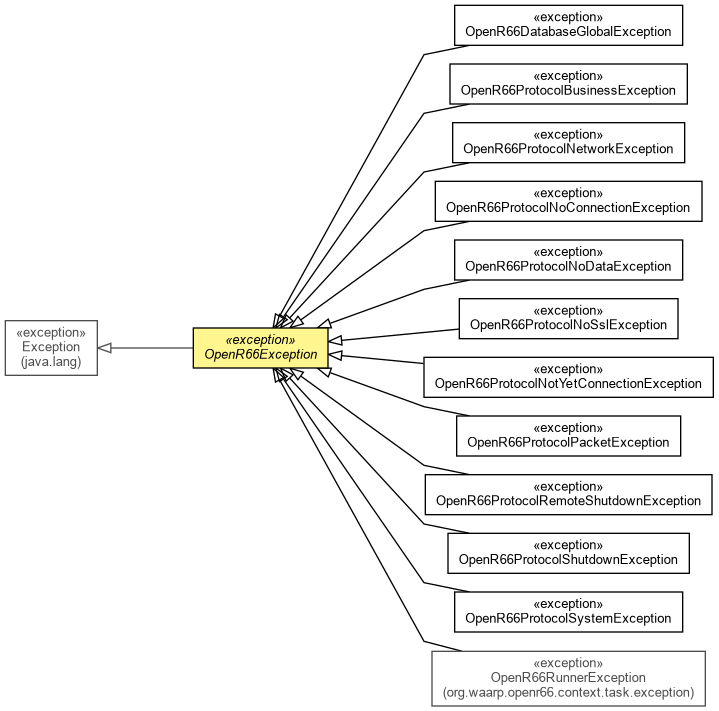 «exception»
OpenR66DatabaseGlobalException
«exception»
OpenR66ProtocolBusinessException
«exception»
OpenR66ProtocolNetworkException
«exception»
OpenR66ProtocolNoConnectionException
«exception»
OpenR66ProtocolNoDataException
«exception»
OpenR66ProtocolNoSslException
«exception»
Exception
(java.lang)
«exception»
OpenR66Exception
«exception»
OpenR66ProtocolNotYetConnectionException
«exception»
OpenR66ProtocolPacketException
«exception»
OpenR66ProtocolRemoteShutdownException
«exception»
OpenR66ProtocolShutdownException
«exception»
OpenR66ProtocolSystemException
«exception»
OpenR66RunnerException
(org.waarp.openr66.context.task.exception)